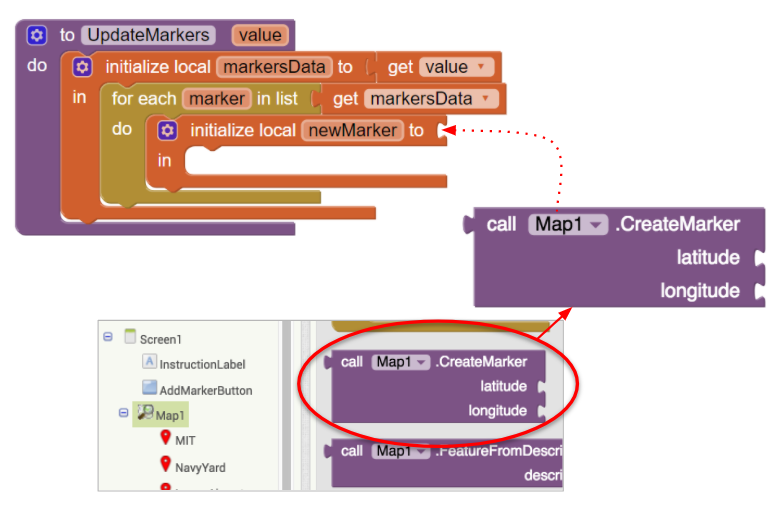 to UpdateMarkers value
do initialize local markersData to get value
in for each marker in list get markersData
do initialize local newMarker to
in
call Map1 .CreateMarker
latitude
longitude
Screen1
InstructionLabel
AddMarkerButton
Map1
MIT
NavyYard
call Map1 .CreateMarker
latitude
longitude
call Map1 .FeatureFromDescri
descri